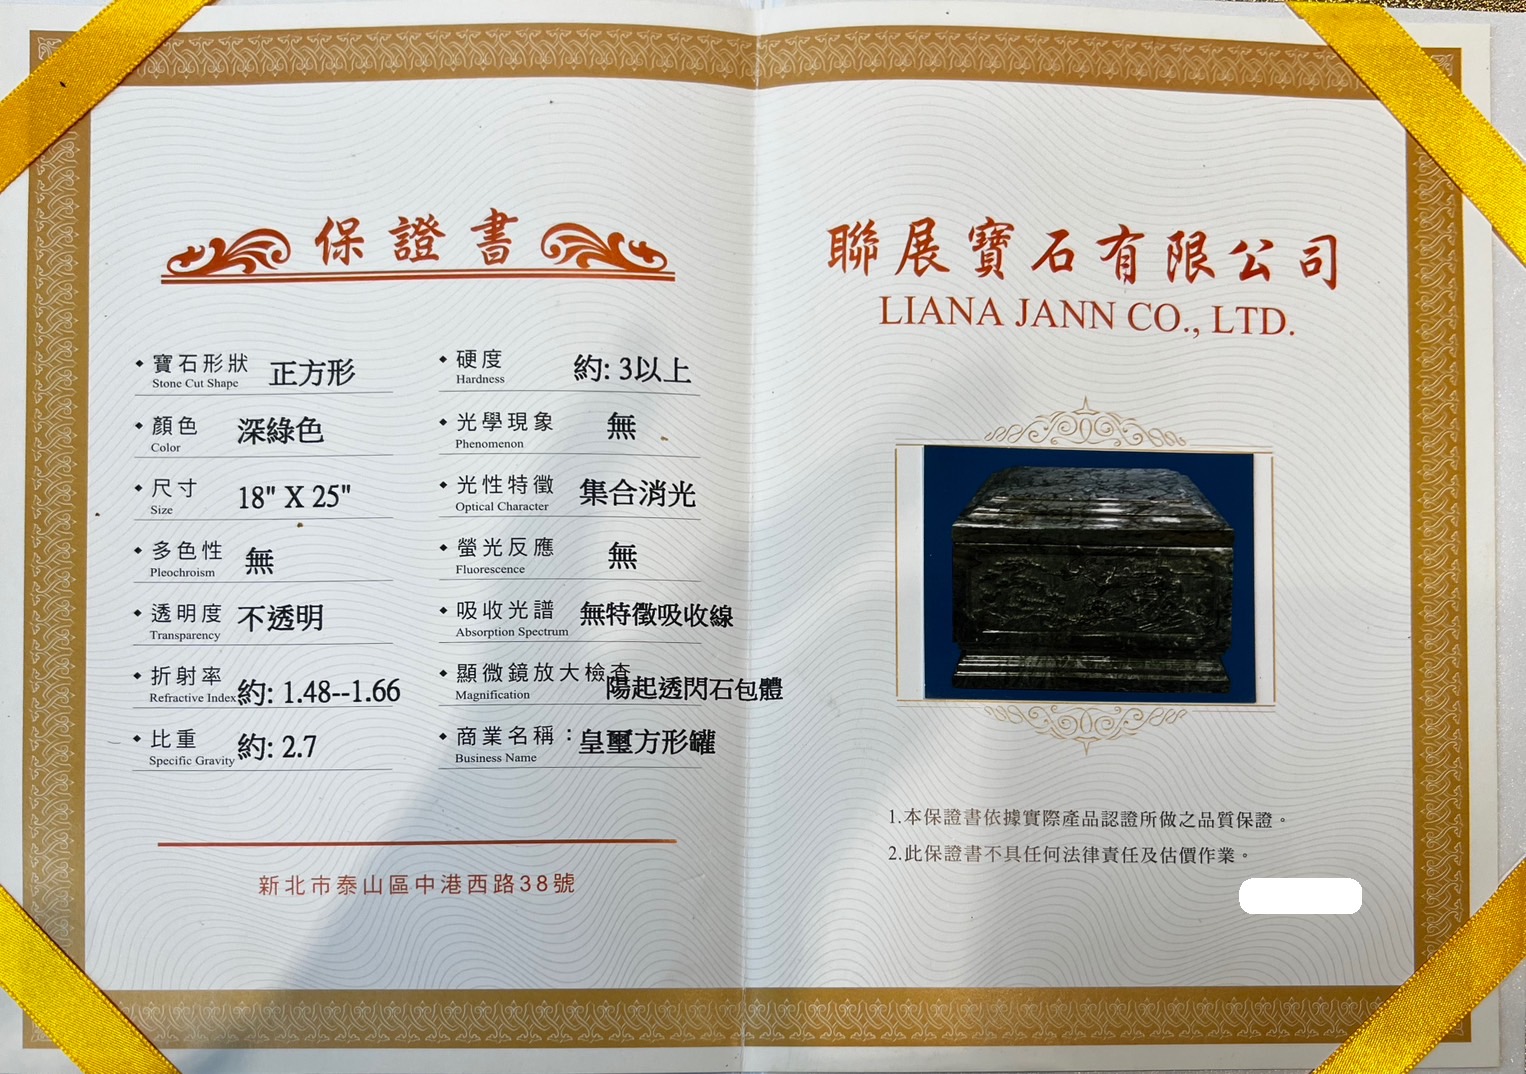 保證書
寶石形狀 正方形
Stone Cut Shape
顏色 深綠色
Color
尺寸 18" X 25"
Size
多色性 無
Pleochroism
透明度 不透明
Transparency
折射率 約: 1.48--1.66
Refractive Index
比重 約: 2.7
Specific Gravity
硬度 約: 3以上
Hardness
光學現象 無
Phenomenon
光性特徵 集合消光
Optical Character
螢光反應 無
Fluorescence
吸收光譜 無特徵吸收線
Absorption Spectrum
顯微鏡放大檢查 陽起透閃石包體
Magnification
商業名稱：皇璽方形罐
Business Name
新北市泰山區中港西路38號
聯展寶石有限公司
LIANA JANN CO., LTD.
1.本保證書依據實際產品認證所做之品質保證。
2.此保證書不具任何法律責任及估價作業。